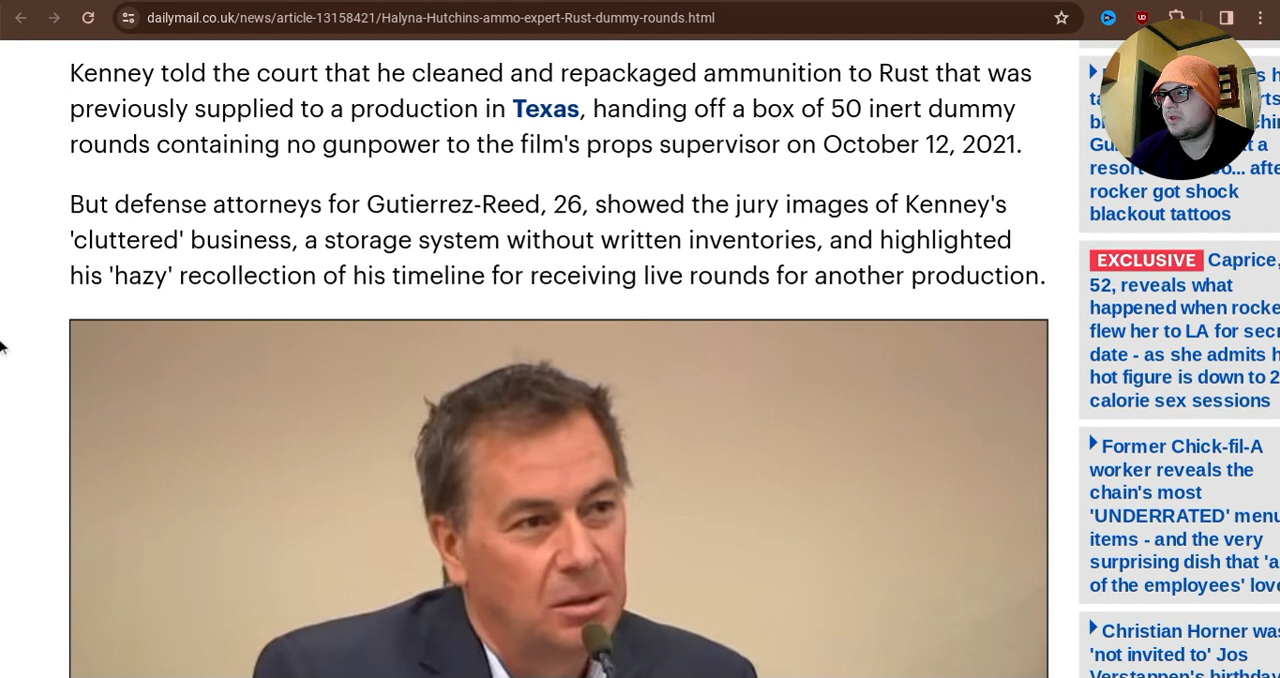 dailymail.co.uk/news/article-13158421/Halyna-Hutchins-ammo-expert-Rust-dummy-rounds.html
Kenney told the court that he cleaned and repackaged ammunition to Rust that was
previously supplied to a production in Texas, handing off a box of 50 inert dummy
rounds containing no gunpower to the film's props supervisor on October 12, 2021.
But defense attorneys for Gutierrez-Reed, 26, showed the jury images of Kenney's
'cluttered' business, a storage system without written inventories, and highlighted
his 'hazy' recollection of his timeline for receiving live rounds for another production.
resort
after
rocker got shock
blackout tattoos
EXCLUSIVE Caprice,
52, reveals what
happened when rocke
flew her to LA for secr
date - as she admits h
hot figure is down to 2
calorie sex sessions
Former Chick-fil-A
worker reveals the
chain's most
'UNDERRATED' menu
items - and the very
surprising dish that 'a
of the employees' love
Christian Horner was
'not invited to' Jos
Verstappen's birthday